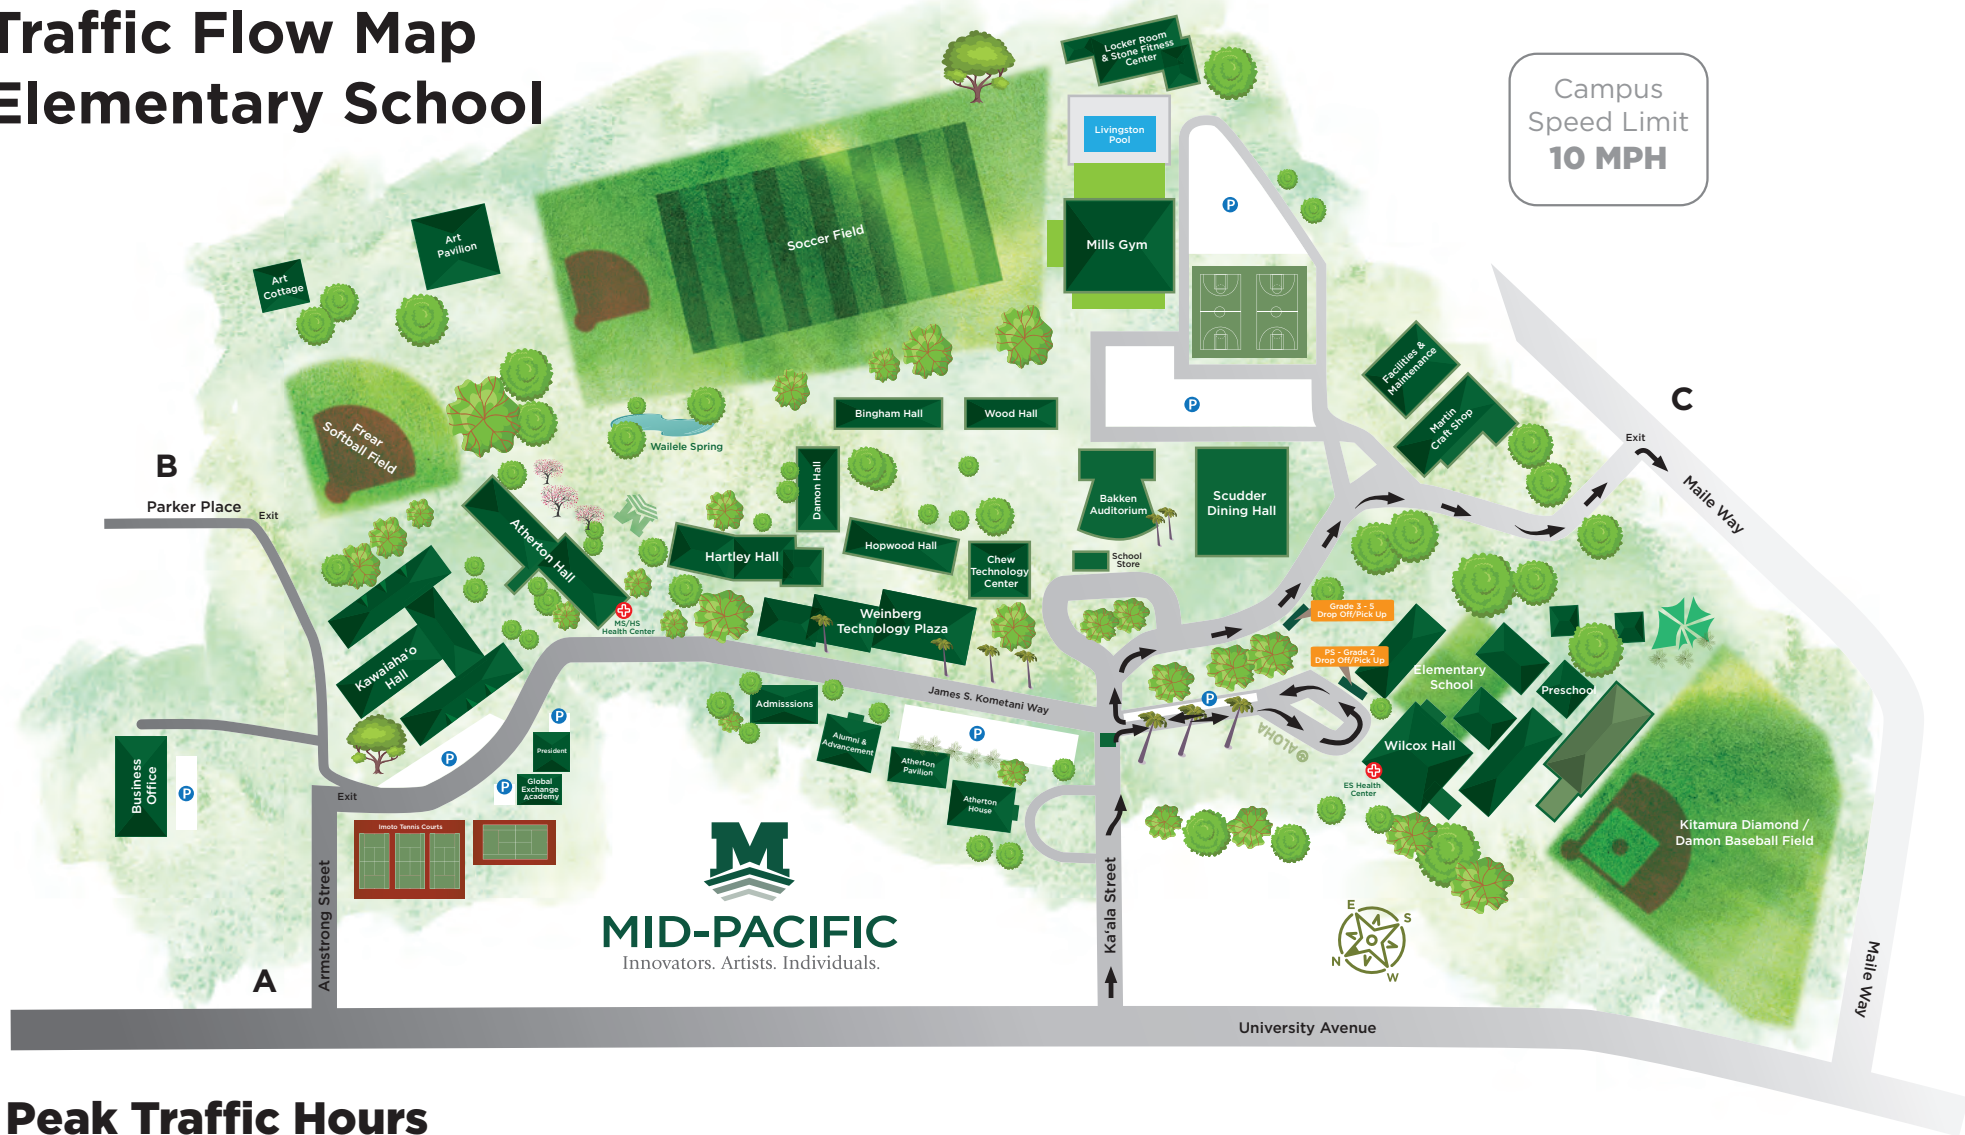 Traffic Flow Map
Elementary School
Campus
Speed Limit
10 MPH
Locker Room
& Stone Fitness
Center
Livingston
Pool
P
Mills Gym
Soccer Field
Art
Pavilion
Art
Cottage
Frear
Softball Field
B
Parker Place
Exit
Wailele Spring
Bingham Hall
Wood Hall
P
Facilities &
Maintenance
Martin
Craft Shop
C
Exit
Maile Way
Damon Hall
Bakken
Auditorium
Scudder
Dining Hall
Atherton Hall
Hartley Hall
Hopwood Hall
Chew
Technology
Center
School
Store
MS/HS
Health Center
Weinberg
Technology Plaza
Grade 3 - 5
Drop Off/Pick Up
PS - Grade 2
Drop Off/Pick Up
Elementary
School
Preschool
Kawaiaha‘o
Hall
James S. Kometani Way
Admisssions
P
P
P
P
Alumni &
Advancement
Atherton
Pavilion
Atherton
House
@ALOHA
Wilcox Hall
ES Health
Center
Business
Office
P
President
Global
Exchange
Academy
P
Exit
Imoto Tennis Courts
Kitamura Diamond /
Damon Baseball Field
M
MID-PACIFIC
Innovators. Artists. Individuals.
Ka‘ala Street
Armstrong Street
A
E
S
N
W
Maile Way
University Avenue
Peak Traffic Hours